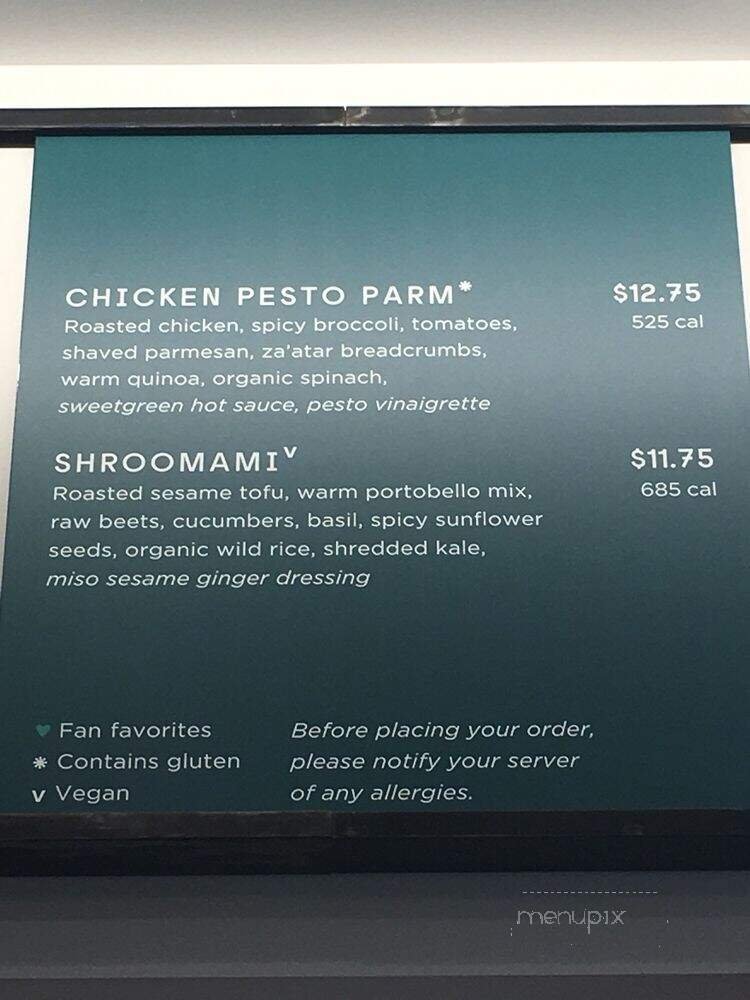 CHICKEN PESTO PARM* $12.75
Roasted chicken, spicy broccoli, tomatoes, 525 cal
shaved parmesan, za'atar breadcrumbs,
warm quinoa, organic spinach,
sweetgreen hot sauce, pesto vinaigrette
SHROOMAMIV $11.75
Roasted sesame tofu, warm portobello mix, 685 cal
raw beets, cucumbers, basil, spicy sunflower
seeds, organic wild rice, shredded kale,
miso sesame ginger dressing
♥ Fan favorites
* Contains gluten
v Vegan
Before placing your order,
please notify your server
of any allergies.
menupix